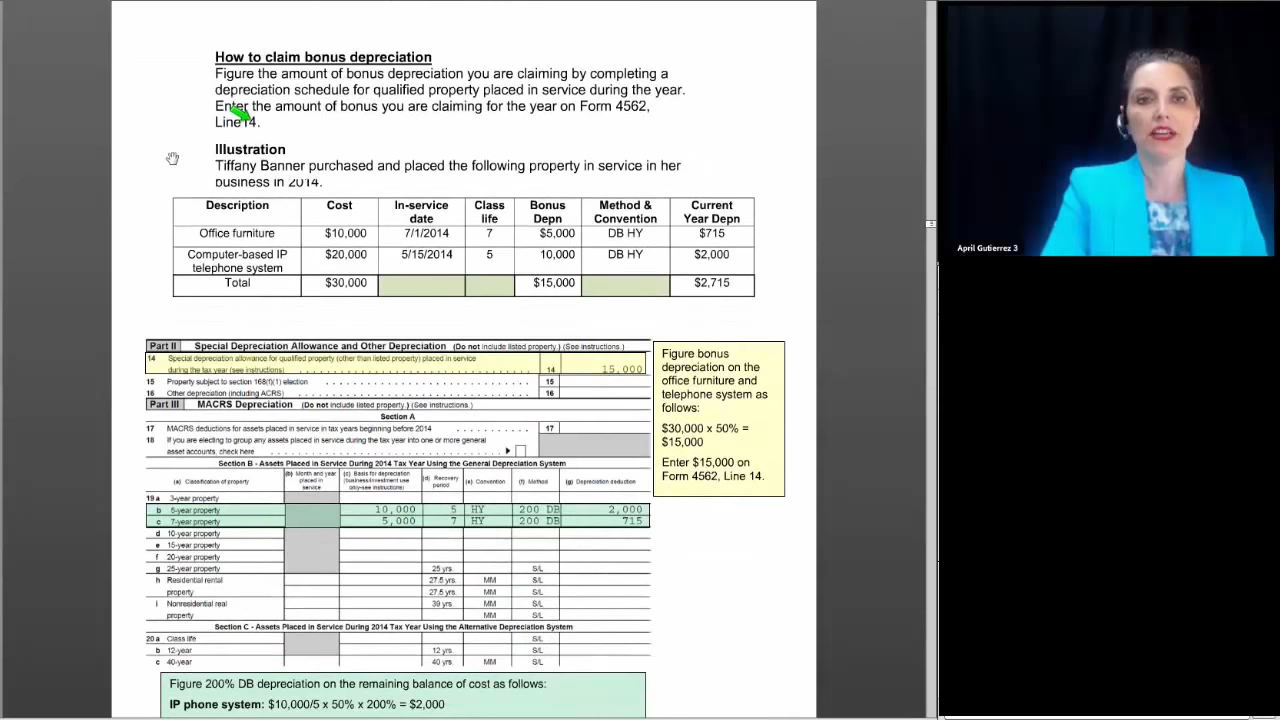 How to claim bonus depreciation
Figure the amount of bonus depreciation you are claiming by completing a
depreciation schedule for qualified property placed in service during the year.
Enter the amount of bonus you are claiming for the year on Form 4562,
Line 14.
Illustration
Tiffany Banner purchased and placed the following property in service in her
business in 2014.
Description Cost In-service date Class life Bonus Depn Method & Convention Current Year Depn
Office furniture $10,000 7/1/2014 7 $5,000 DB HY $715
Computer-based IP telephone system $20,000 5/15/2014 5 10,000 DB HY $2,000
Total $30,000 $15,000 $2,715
Part II Special Depreciation Allowance and Other Depreciation (Do not include listed property.) (See instructions.)
14 Special depreciation allowance for qualified property (other than listed property) placed in service
during the tax year (see instructions) 14 15,000
15 Property subject to section 168(f)(1) election 15
16 Other depreciation (including ACRS) 16
Part III MACRS Depreciation (Do not include listed property.) (See instructions.)
Section A
17 MACRS deductions for assets placed in service in tax years beginning before 2014 17
18 If you are electing to group any assets placed in service during the tax year into one or more general
asset accounts, check here
Section B - Assets Placed in Service During 2014 Tax Year Using the General Depreciation System
(a) Classification of property (b) Month and year placed in service (c) Basis for depreciation (business/investment use only-see instructions) (d) Recovery period (e) Convention (f) Method (g) Depreciation deduction
19a 3-year property
b 5-year property 10,000 5 HY 200 DB 2,000
c 7-year property 5,000 7 HY 200 DB 715
d 10-year property
e 15-year property
f 20-year property
g 25-year property 25 yrs. S/L
h Residential rental 27.5 yrs. MM S/L
property 27.5 yrs. MM S/L
i Nonresidential real 39 yrs. MM S/L
property MM S/L
Section C - Assets Placed in Service During 2014 Tax Year Using the Alternative Depreciation System
20a Class life S/L
b 12-year 12 yrs. S/L
c 40-year 40 yrs. MM S/L
Figure bonus
depreciation on the
office furniture and
telephone system as
follows:
$30,000 x 50% =
$15,000
Enter $15,000 on
Form 4562, Line 14.
Figure 200% DB depreciation on the remaining balance of cost as follows:
IP phone system: $10,000/5 x 50% x 200% = $2,000
April Gutierrez 3